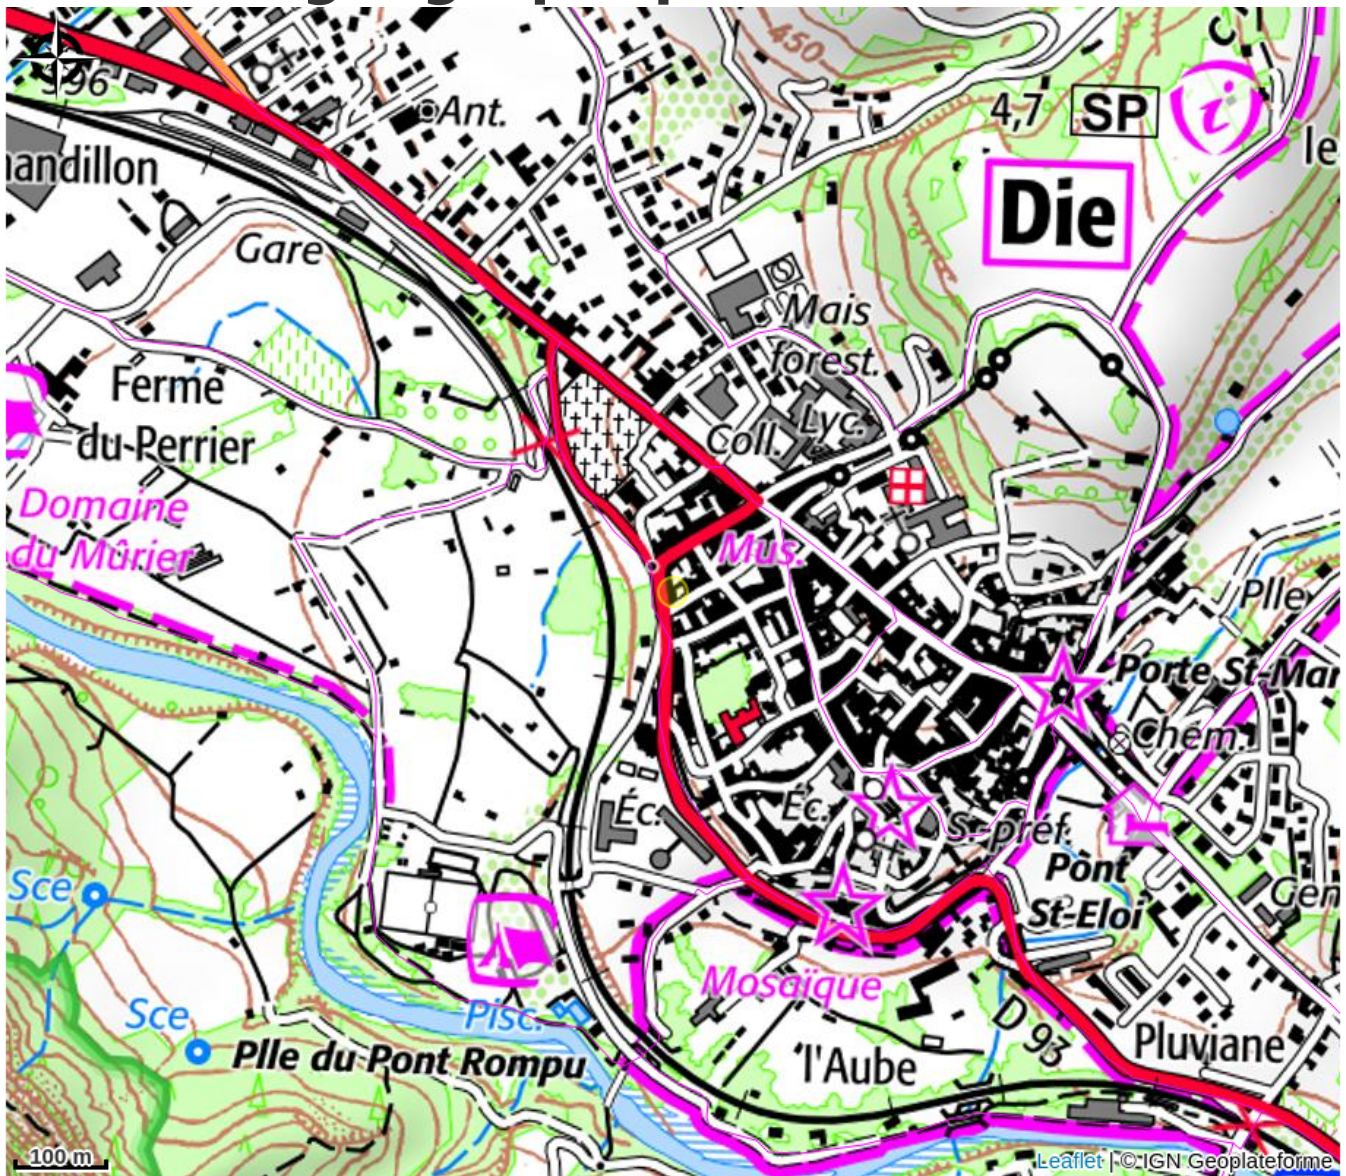 450
396
Ant.
4,7
SP
i
andillon
le
Die
Gare
Mais
forest.
Ferme
du Perrier
Coll.
Lyc.
Domaine
du Mûrier
Mus.
Plle
Porte St-Mar
Chem.
Éc.
Éc.
S.-préf.
Pont
St-Eloi
Gen
Sce
Mosaïque
Sce
Pisc.
D 93
Plle du Pont Rompu
l'Aube
Pluviane
100 m
Leaflet | © IGN Geoplateforme